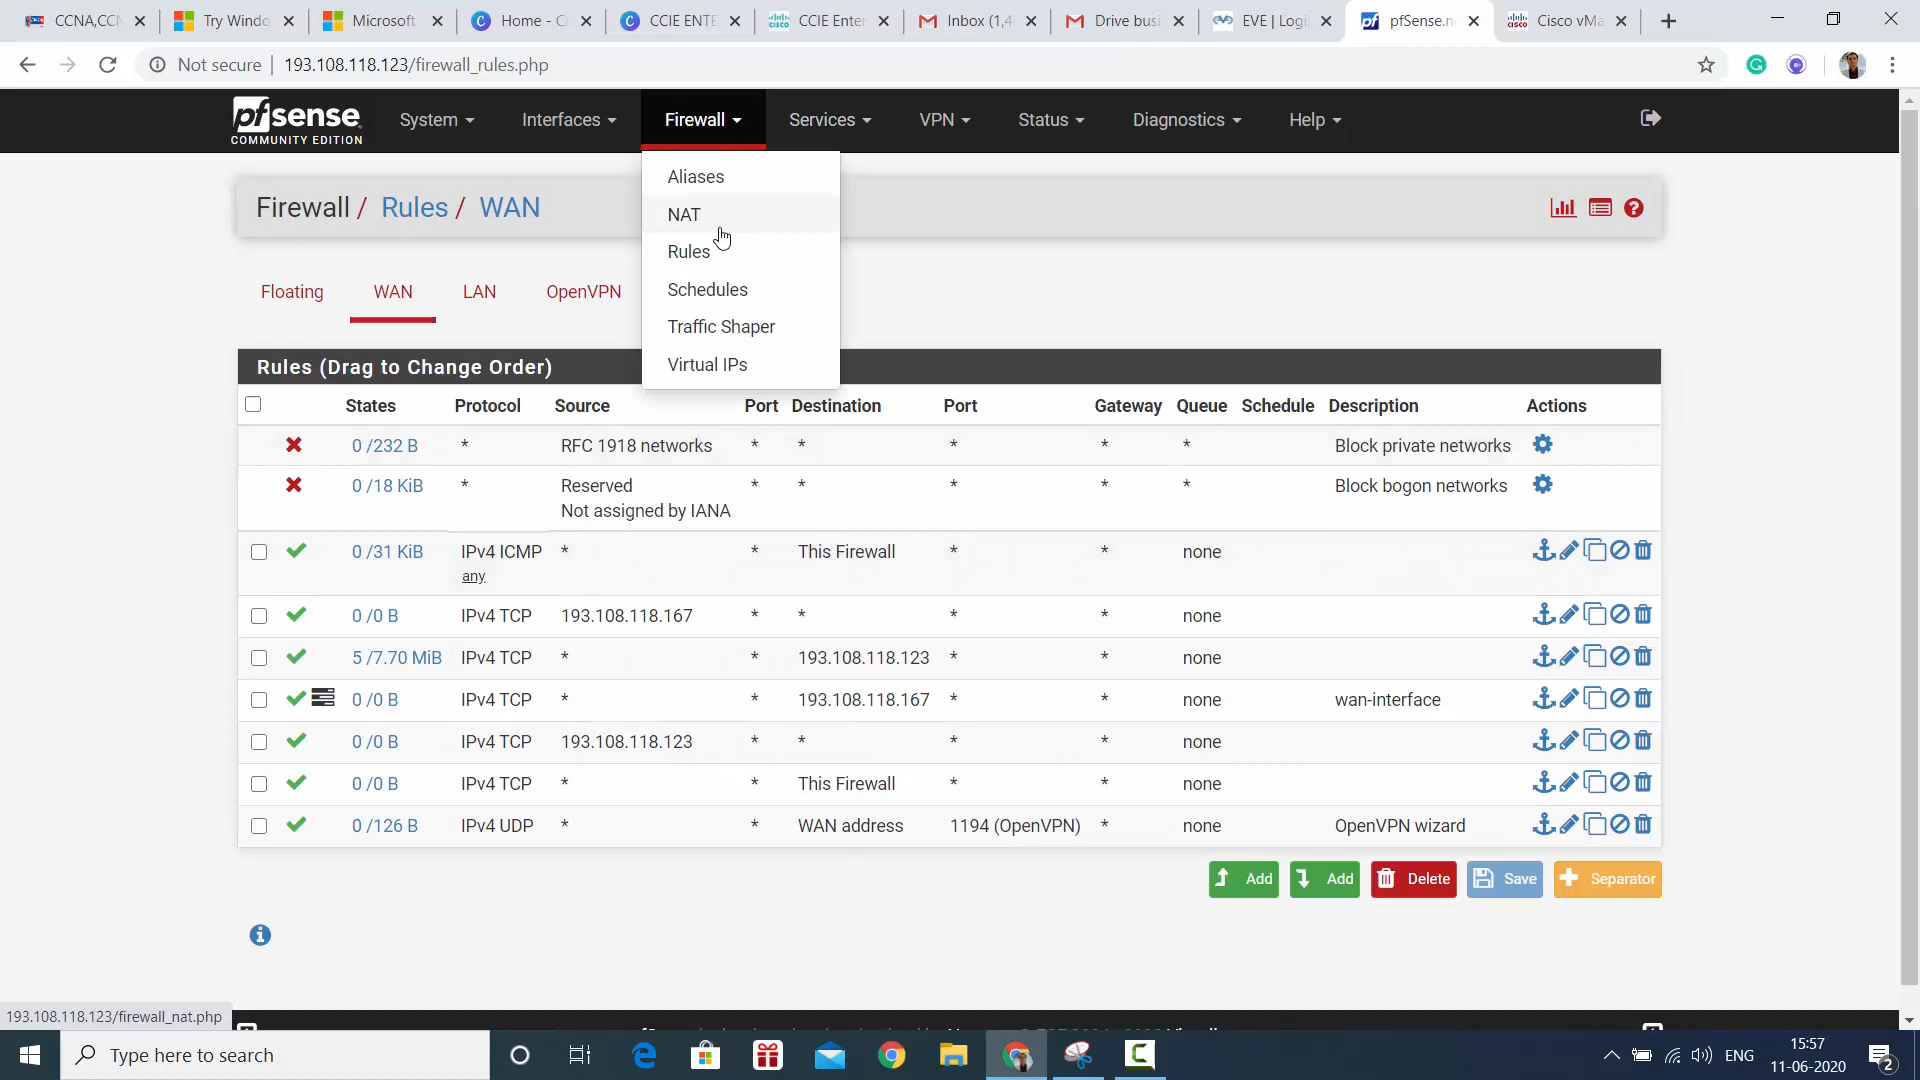 CCNA,CCN
Try Windo
Microsoft
Home - C
CCIE ENTE
CCIE Enter
Inbox (1,4
Drive busi
EVE | Logi
pfSense.n
Cisco vMa
Not secure
193.108.118.123/firewall_rules.php
pfsense
COMMUNITY EDITION
System
Interfaces
Firewall
Services
VPN
Status
Diagnostics
Help
Aliases
NAT
Rules
Schedules
Traffic Shaper
Virtual IPs
Firewall / Rules / WAN
Floating
WAN
LAN
OpenVPN
Rules (Drag to Change Order)
States Protocol Source Port Destination Port Gateway Queue Schedule Description Actions
0 /232 B * RFC 1918 networks * * * * * Block private networks
0 /18 KiB * Reserved * * * * * Block bogon networks
Not assigned by IANA
0 /31 KiB IPv4 ICMP * * This Firewall * * none
any
0 /0 B IPv4 TCP 193.108.118.167 * * * * none
5 /7.70 MiB IPv4 TCP * * 193.108.118.123 * * none
0 /0 B IPv4 TCP * * 193.108.118.167 * * none wan-interface
0 /0 B IPv4 TCP 193.108.118.123 * * * * none
0 /0 B IPv4 TCP * * This Firewall * * none
0 /126 B IPv4 UDP * * WAN address 1194 (OpenVPN) * none OpenVPN wizard
Add
Add
Delete
Save
Separator
193.108.118.123/firewall_nat.php
Type here to search
ENG
15:57
11-06-2020
2